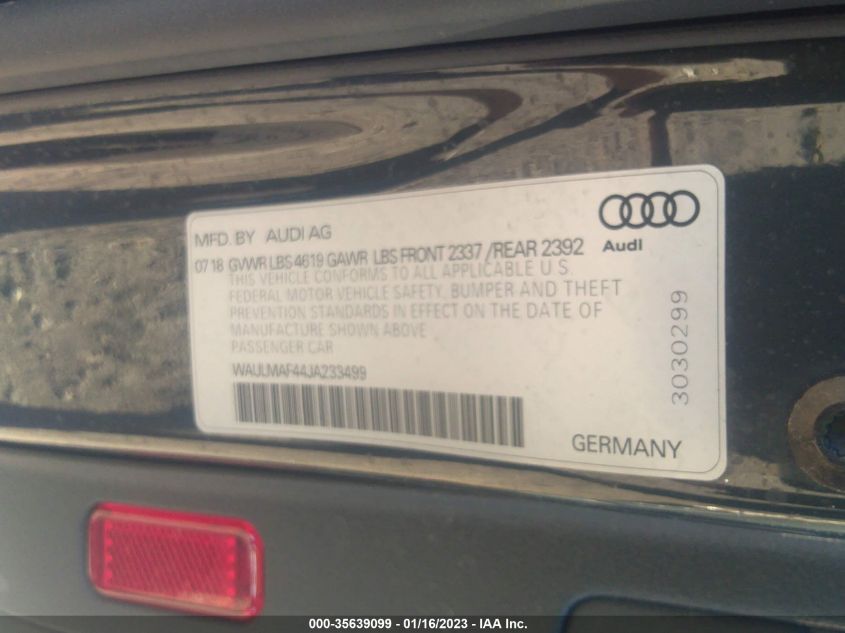 MFD. BY AUDI AG
Audi
07 18 GVWR LBS 4619 GAWR LBS FRONT 2337 / REAR 2392
THIS VEHICLE CONFORMS TO ALL APPLICABLE U S
FEDERAL MOTOR VEHICLE SAFETY, BUMPER AND THEFT
PREVENTION STANDARDS IN EFFECT ON THE DATE OF
MANUFACTURE SHOWN ABOVE
PASSENGER CAR
WAULMAF44JA233499
3030299
GERMANY
000-35639099 - 01/16/2023 - IAA Inc.